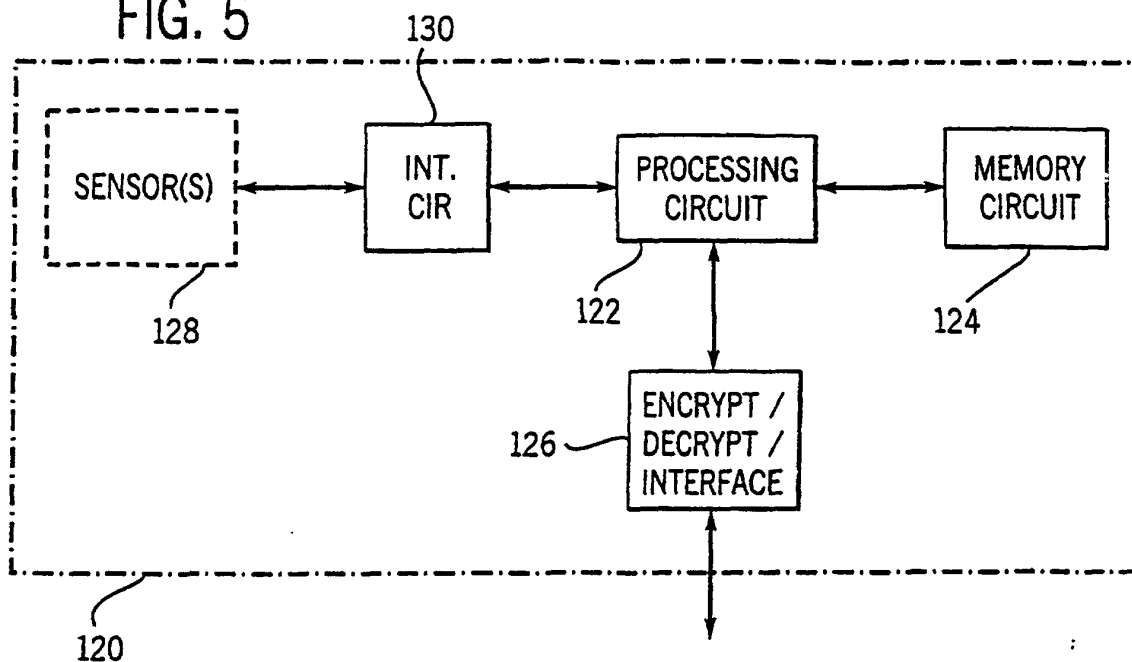 FIG. 5
130
SENSOR(S)
INT.
CIR
PROCESSING
CIRCUIT
MEMORY
CIRCUIT
128
122
124
ENCRYPT /
DECRYPT /
INTERFACE
126
120